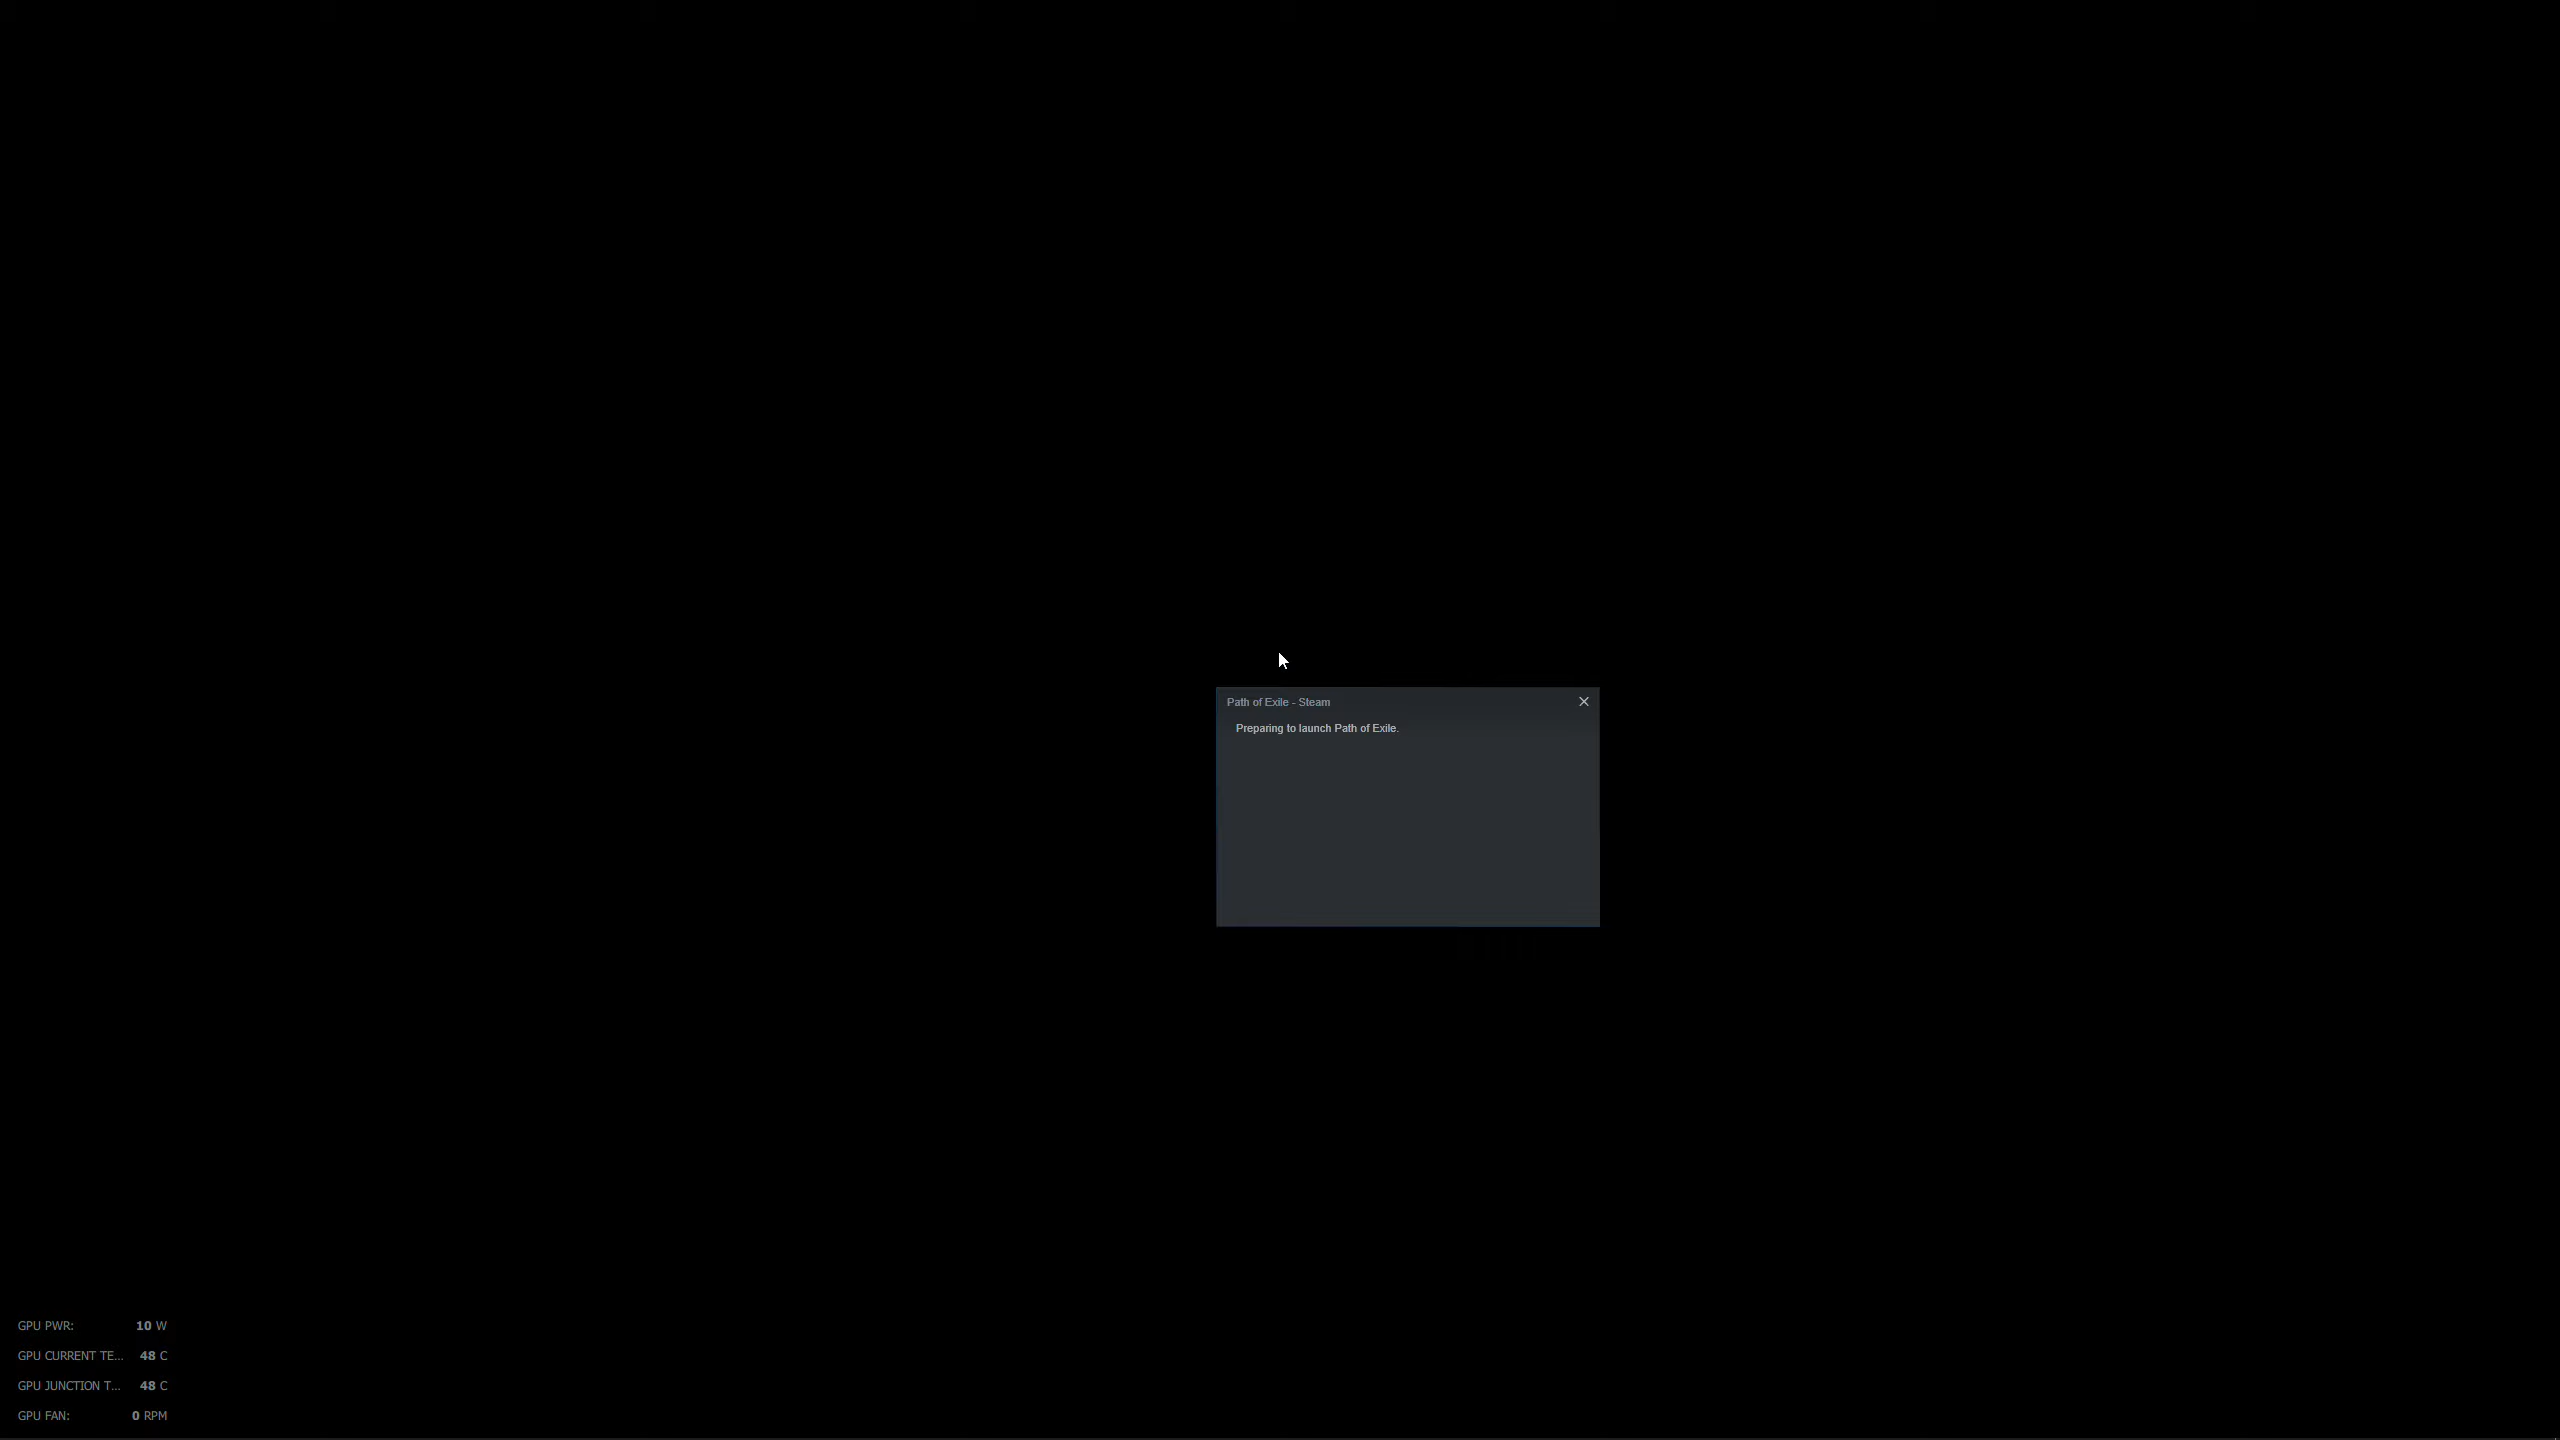 Path of Exile - Steam
Preparing to launch Path of Exile.
GPU PWR: 10 W
GPU CURRENT TE... 48 C
GPU JUNCTION T... 48 C
GPU FAN: 0 RPM